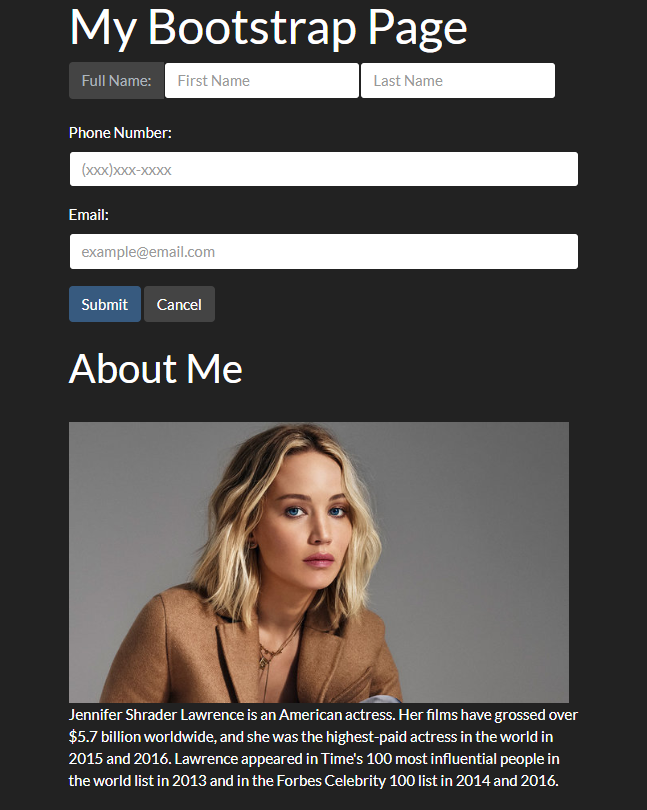 My Bootstrap Page
Full Name: First Name Last Name
Phone Number:
(xxx)xxx-xxxx
Email:
example@email.com
Submit Cancel
About Me
Jennifer Shrader Lawrence is an American actress. Her films have grossed over
$5.7 billion worldwide, and she was the highest-paid actress in the world in
2015 and 2016. Lawrence appeared in Time's 100 most influential people in
the world list in 2013 and in the Forbes Celebrity 100 list in 2014 and 2016.